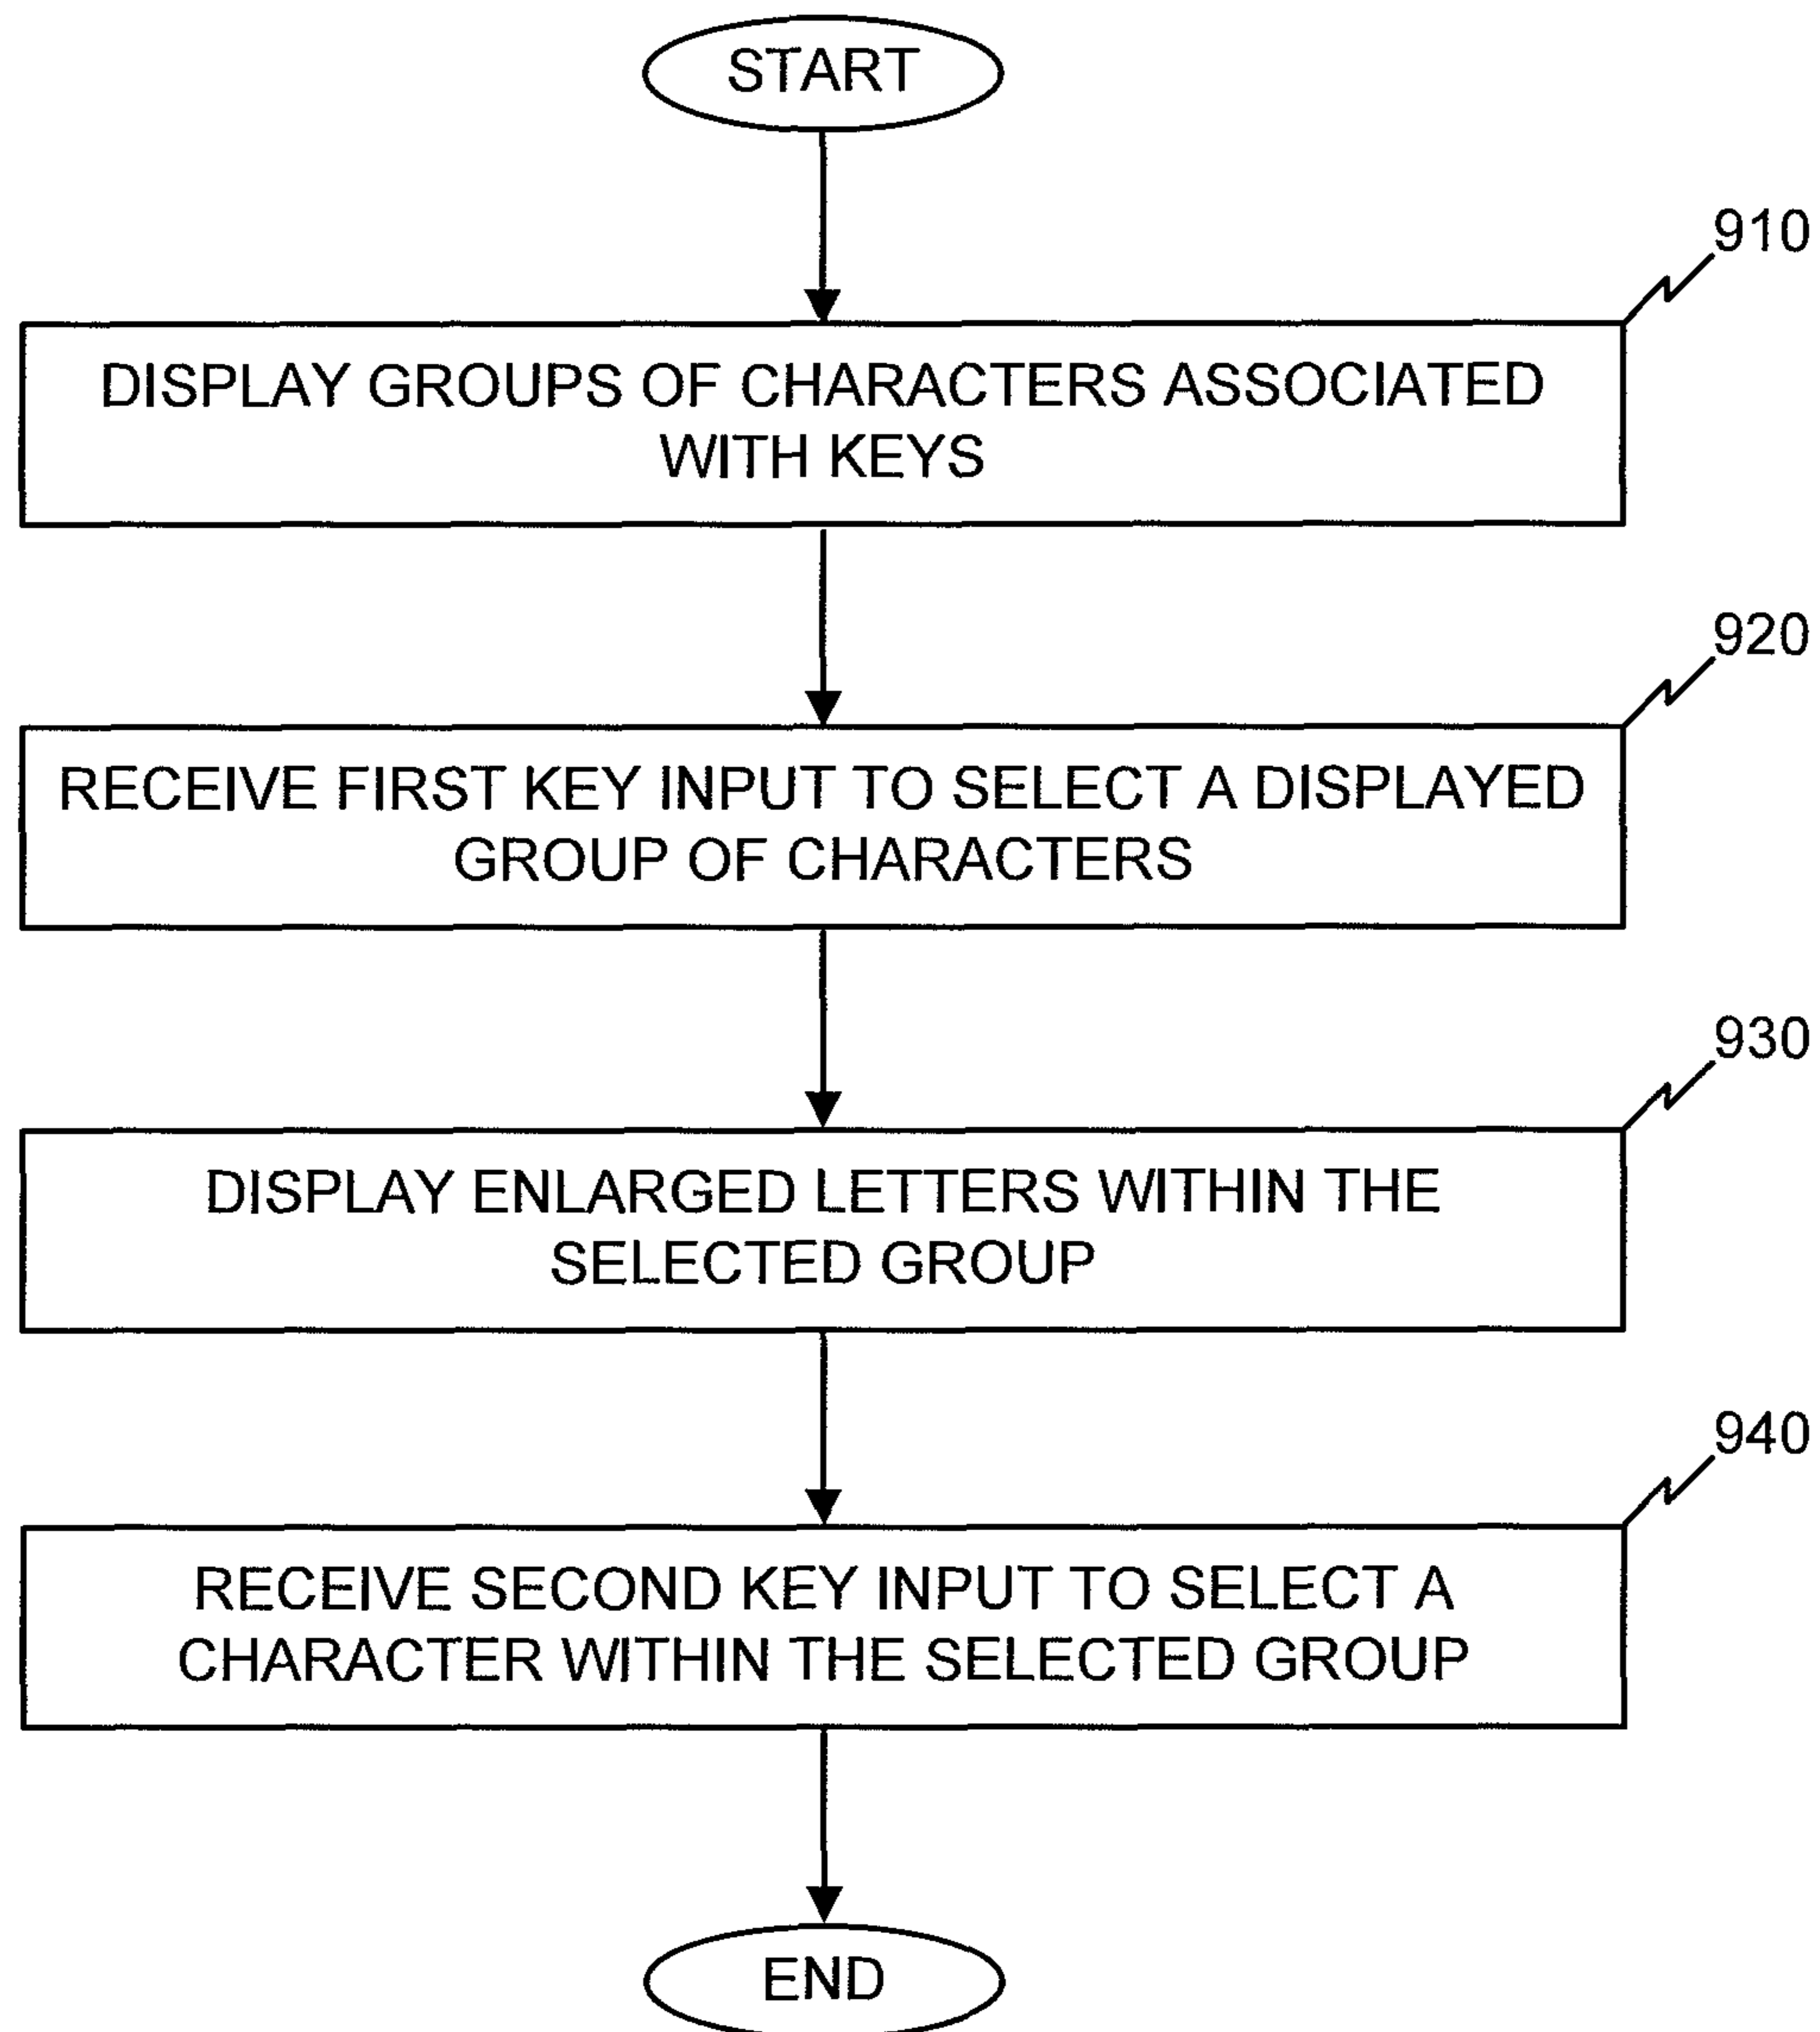 START
910
DISPLAY GROUPS OF CHARACTERS ASSOCIATED
WITH KEYS
920
RECEIVE FIRST KEY INPUT TO SELECT A DISPLAYED
GROUP OF CHARACTERS
930
DISPLAY ENLARGED LETTERS WITHIN THE
SELECTED GROUP
940
RECEIVE SECOND KEY INPUT TO SELECT A
CHARACTER WITHIN THE SELECTED GROUP
END